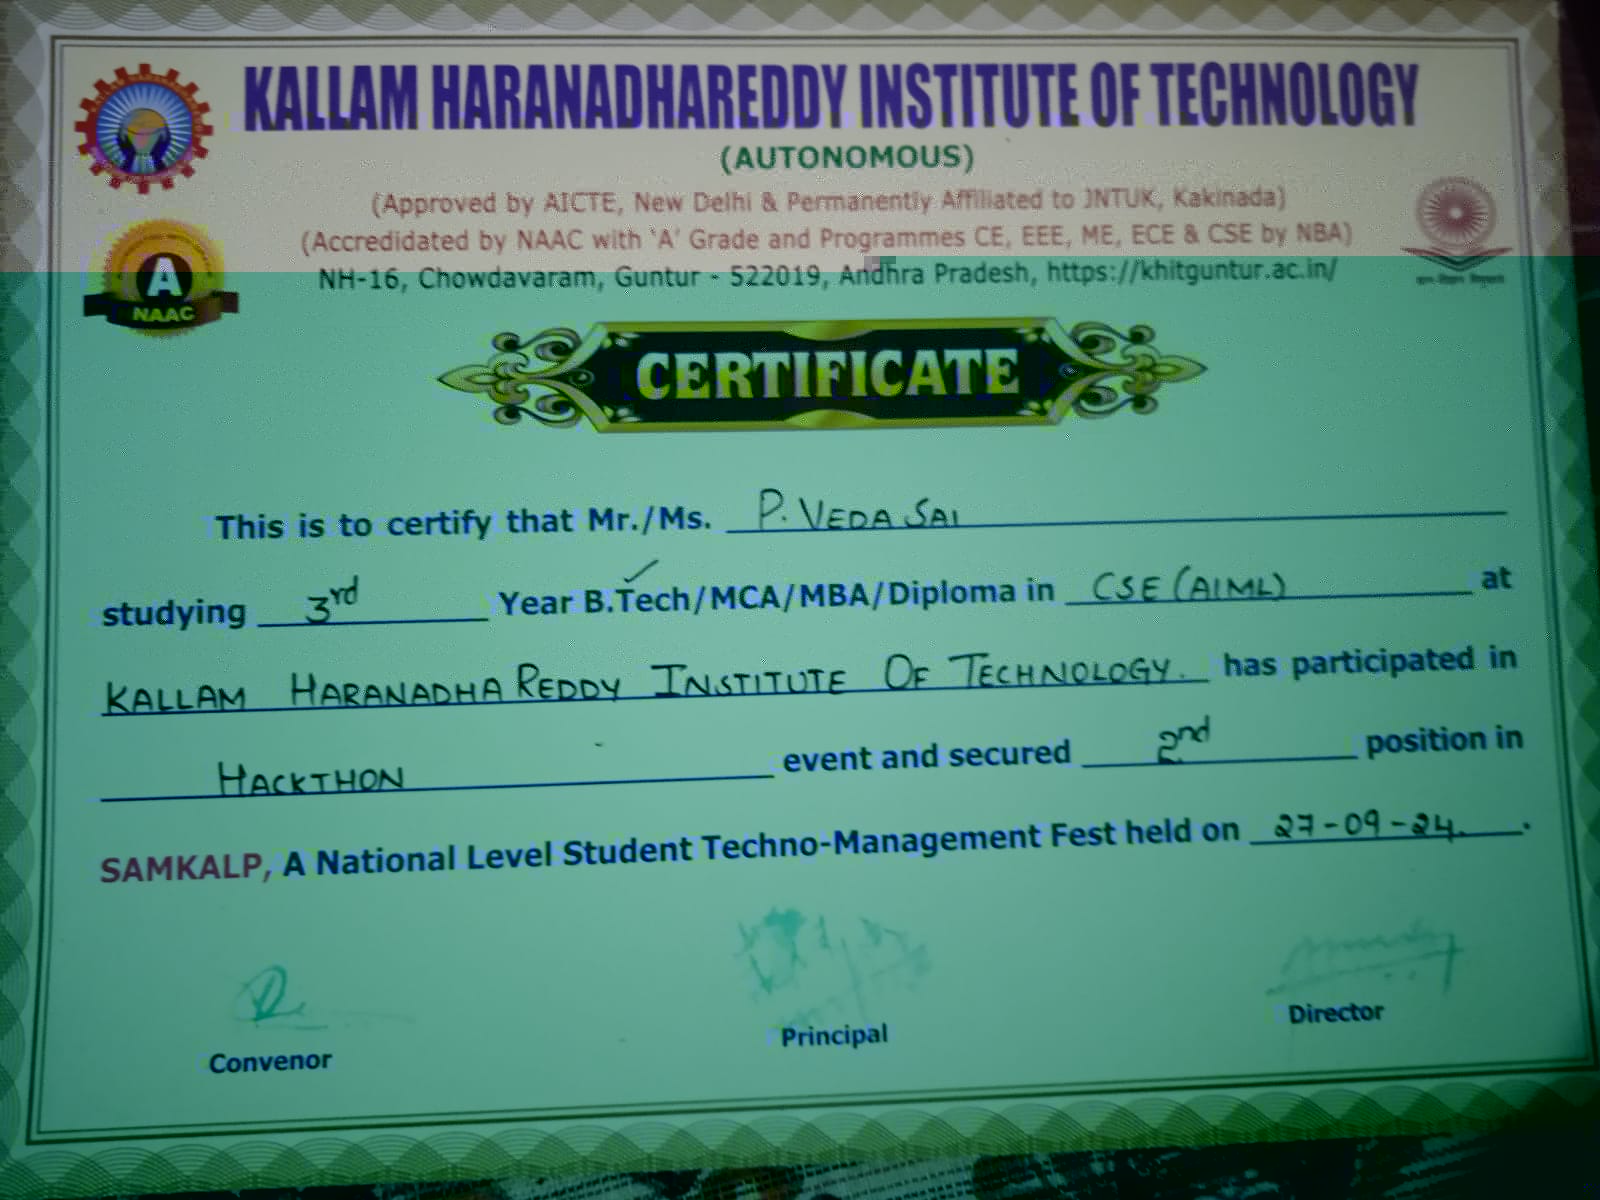 KALLAM HARANADHAREDDY INSTITUTE OF TECHNOLOGY
(AUTONOMOUS)
(Approved by AICTE, New Delhi & Permanently Affiliated to JNTUK, Kakinada)
(Accredidated by NAAC with 'A' Grade and Programmes CE, EEE, ME, ECE & CSE by NBA)
NH-16, Chowdavaram, Guntur - 522019, Andhra Pradesh, https://khitguntur.ac.in/
A
NAAC
CERTIFICATE
This is to certify that Mr./Ms. P. VEDA SAI
studying 3rd Year B.Tech/MCA/MBA/Diploma in CSE (AIML) at
KALLAM HARANADHA REDDY INSTITUTE OF TECHNOLOGY. has participated in
HACKTHON event and secured 2nd position in
SAMKALP, A National Level Student Techno-Management Fest held on 27-09-24.
Convenor
Principal
Director